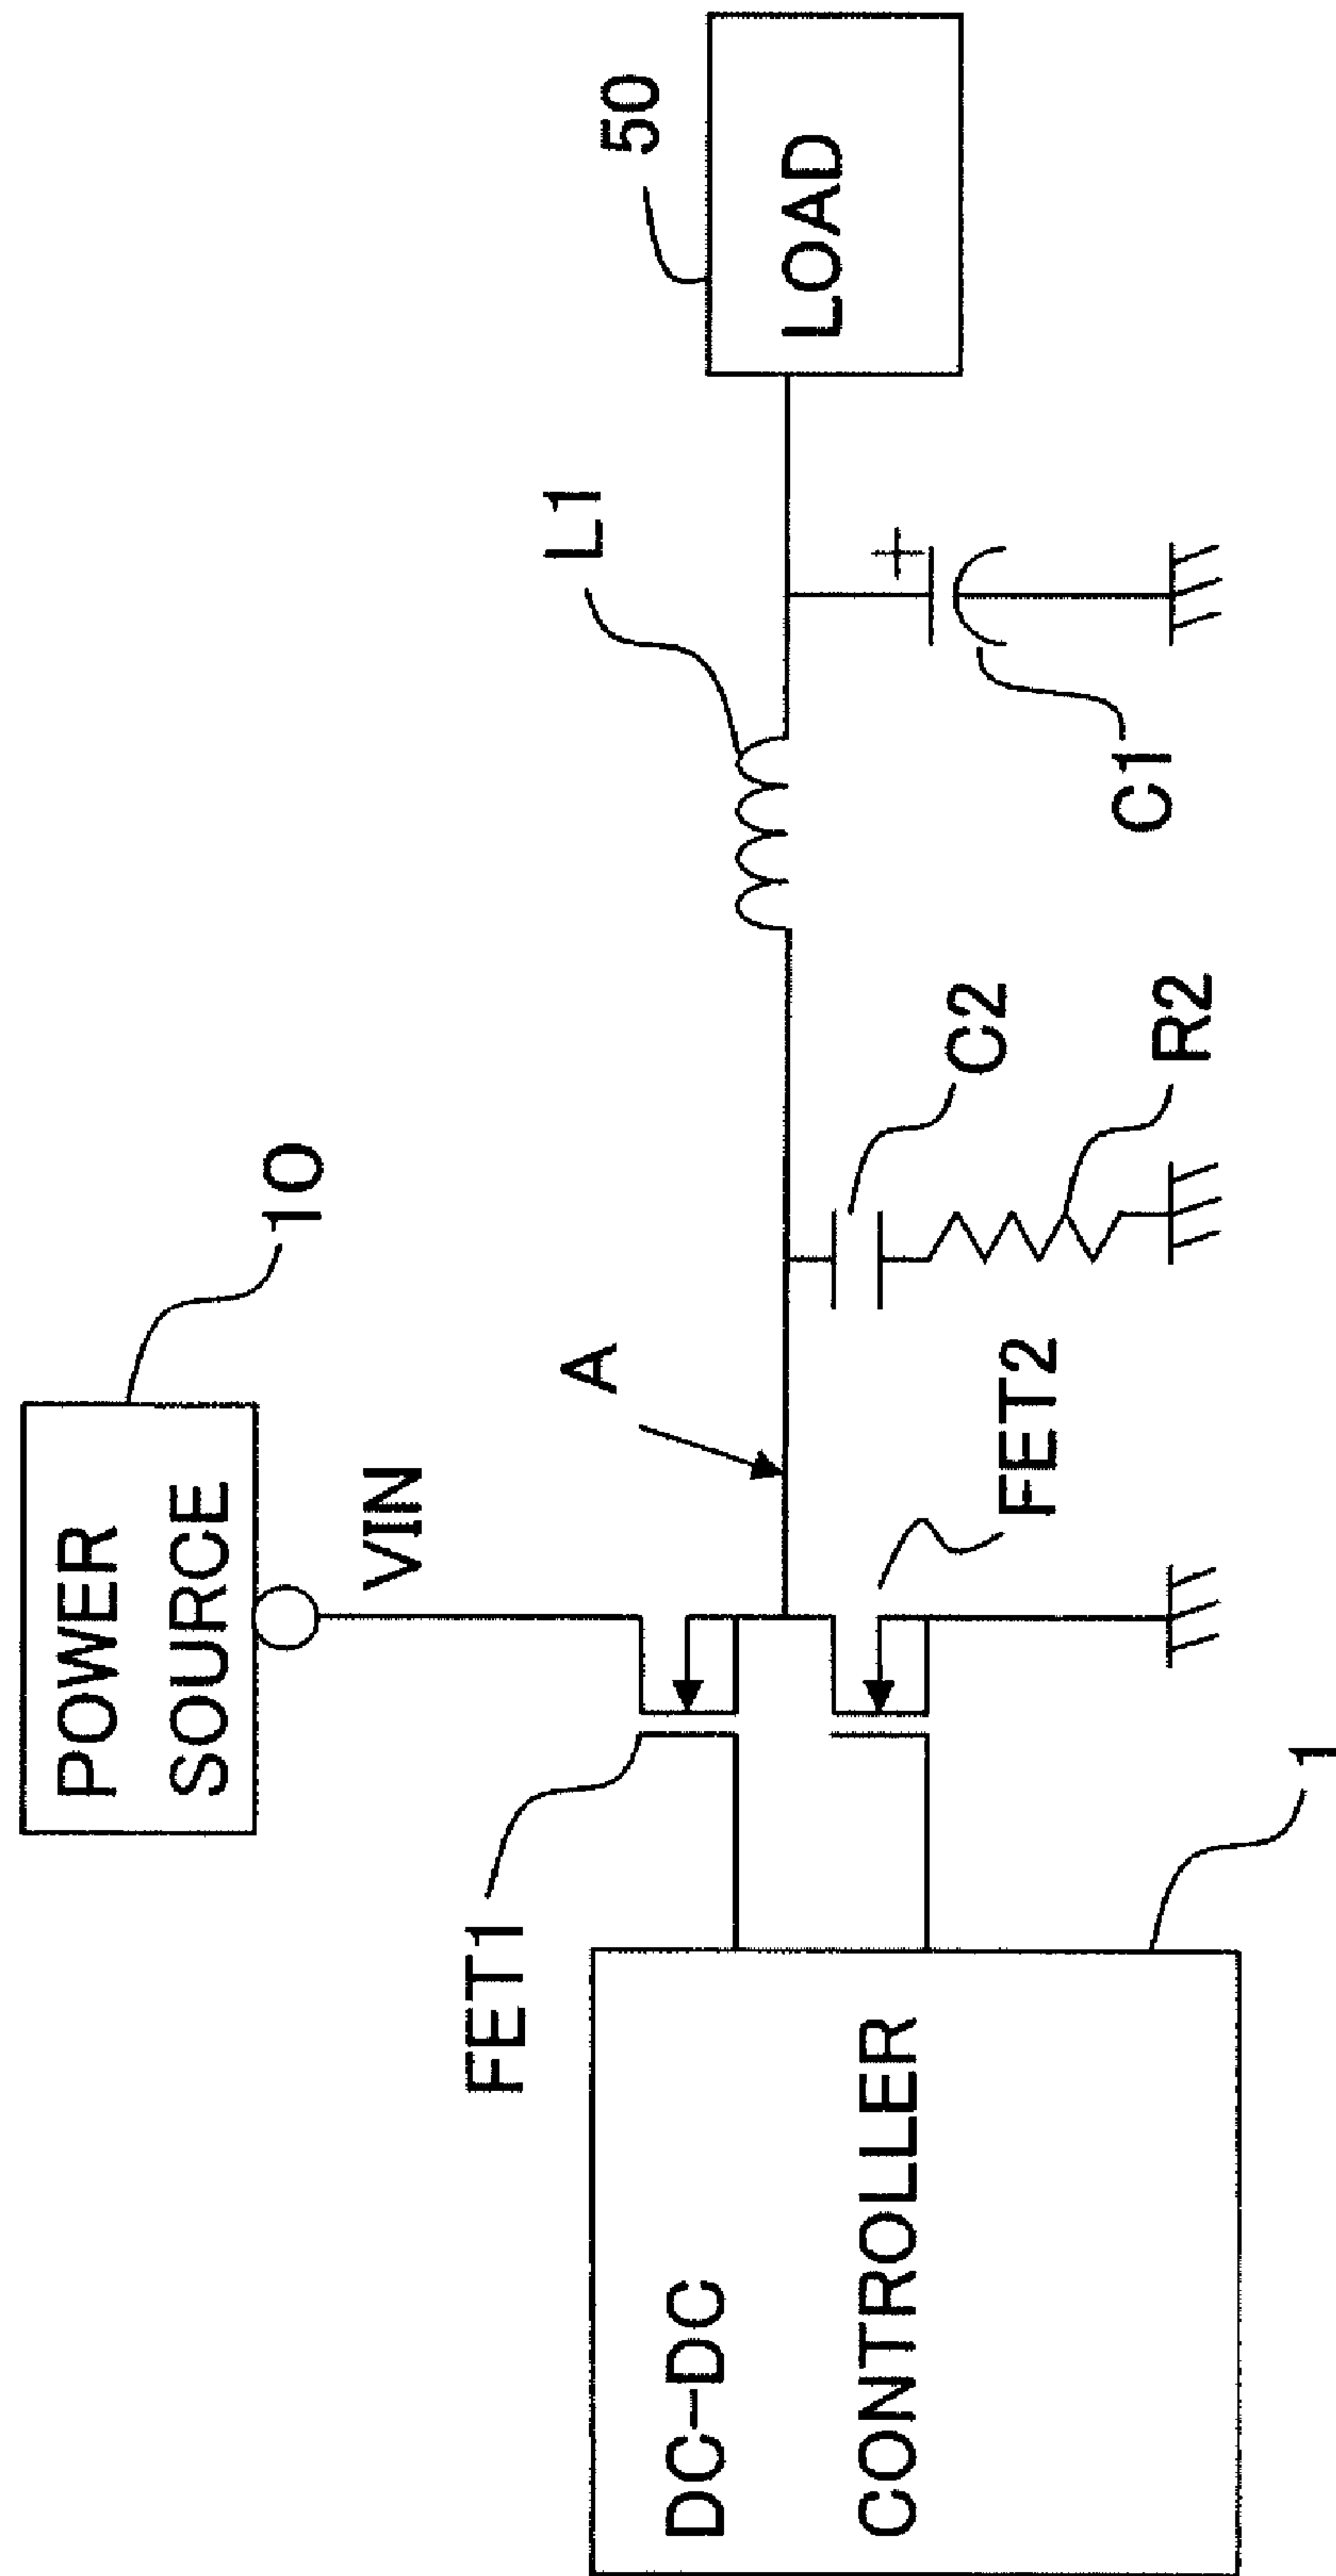 POWER
SOURCE
10
VIN
FET1
A
L1
50
LOAD
DC-DC
CONTROLLER
1
FET2
C2
R2
C1